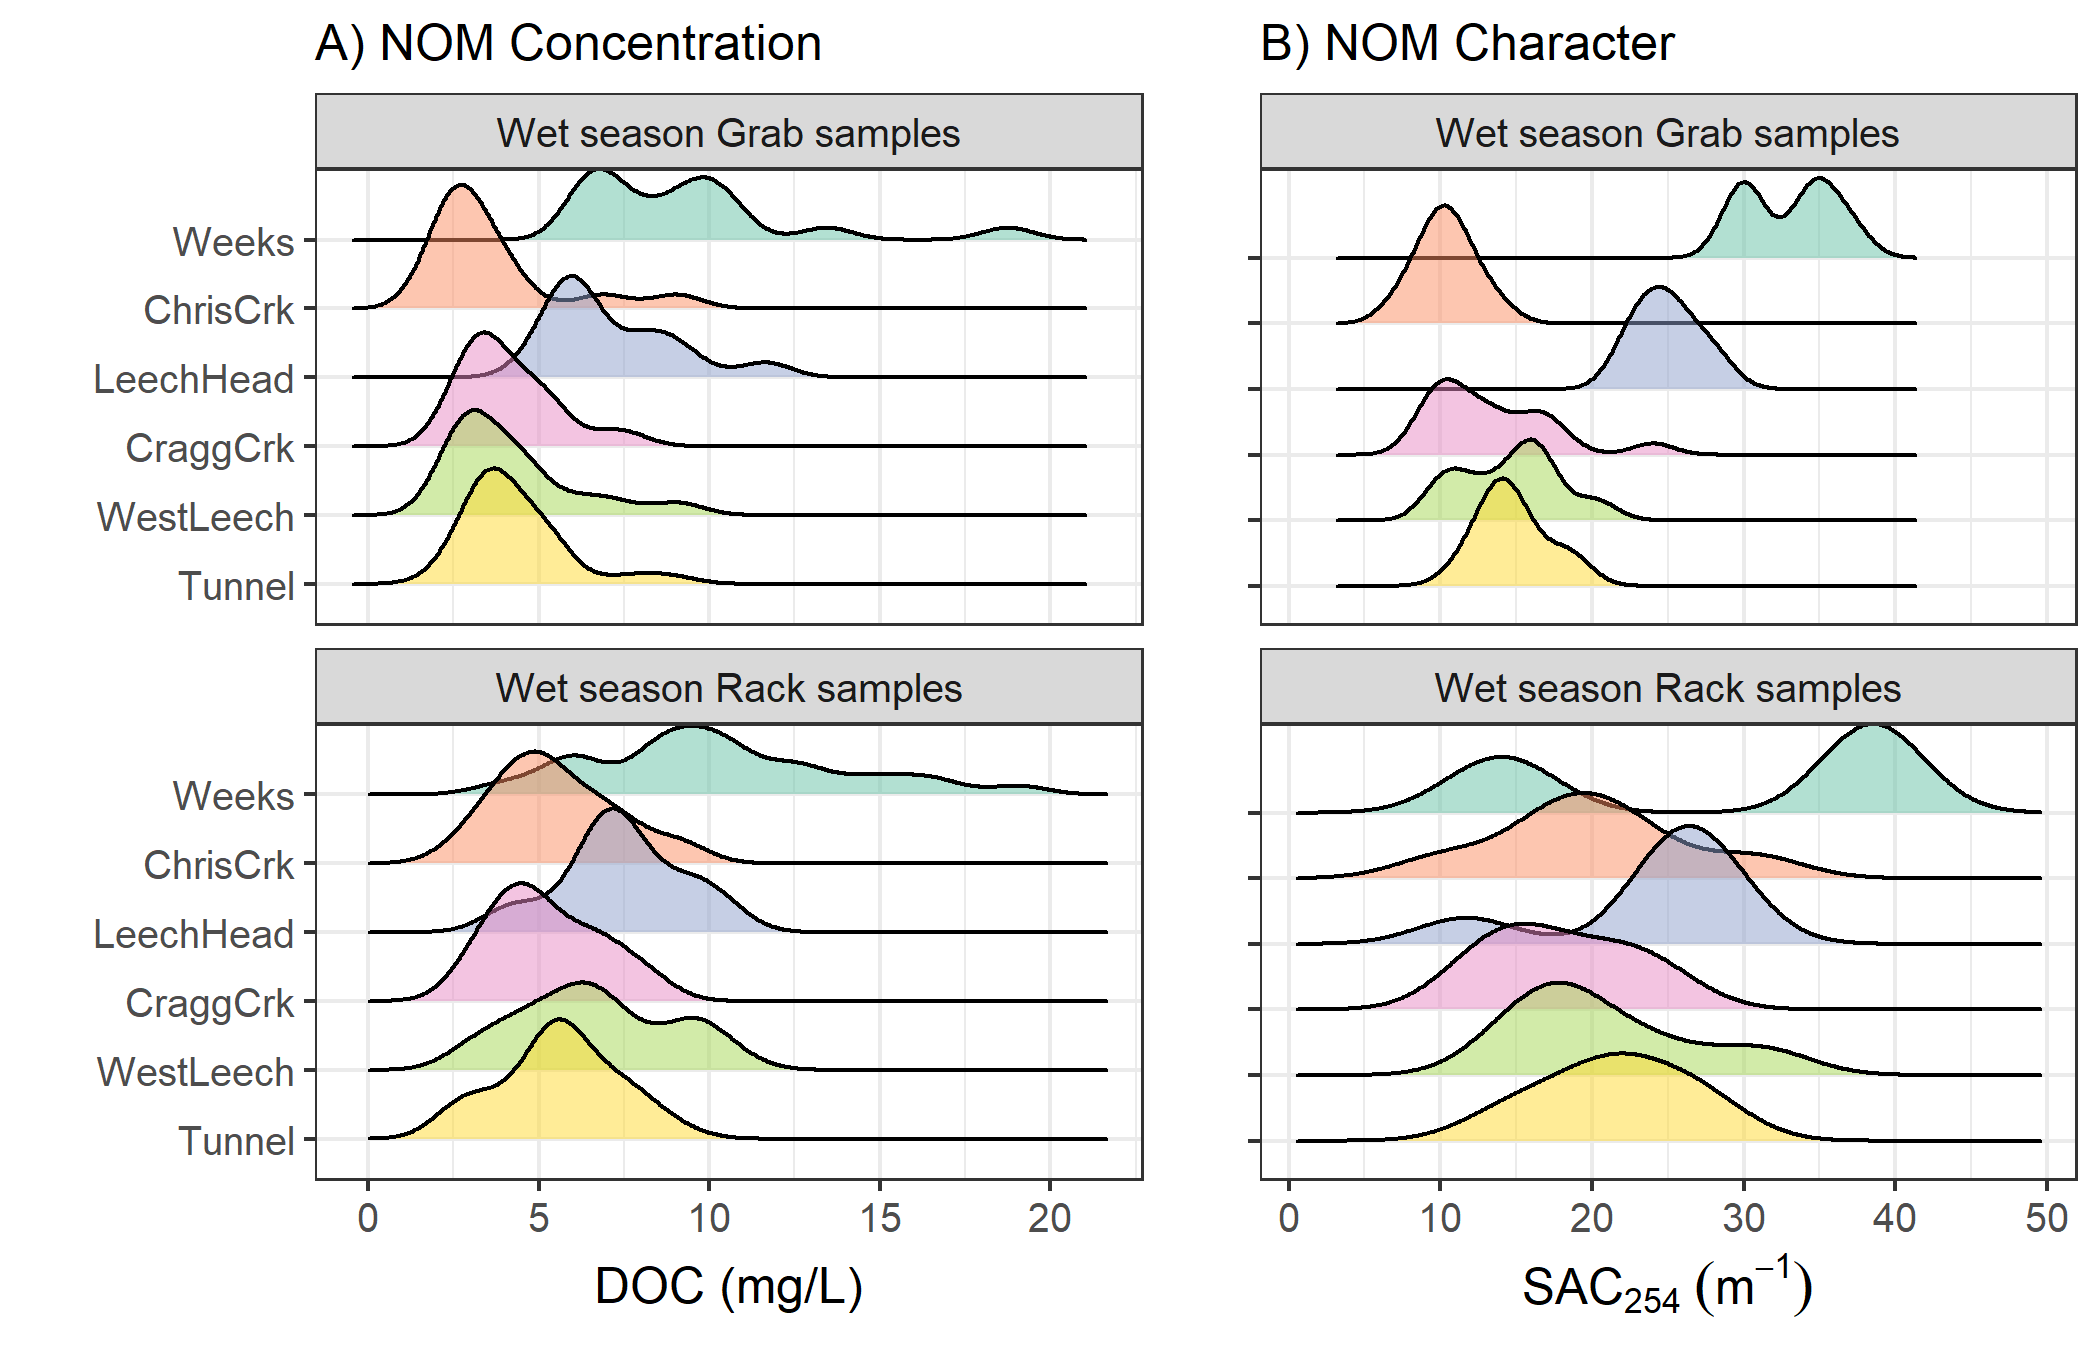 A) NOM Concentration
Wet season Grab samples
Weeks
ChrisCrk
LeechHead
CraggCrk
WestLeech
Tunnel
Wet season Rack samples
Weeks
ChrisCrk
LeechHead
CraggCrk
WestLeech
Tunnel
0 5 10 15 20
DOC (mg/L)
B) NOM Character
Wet season Grab samples
Wet season Rack samples
0 10 20 30 40 50
SAC₂₅₄ (m⁻¹)